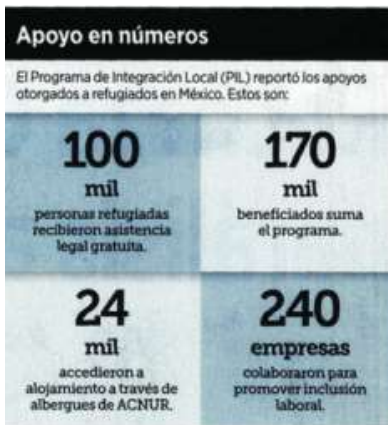 Apoyo en números
El Programa de Integración Local (PIL) reportó los apoyos
otorgados a refugiados en México. Estos son:
100
mil
personas refugiadas
recibieron asistencia
legal gratuita.
170
mil
beneficiados suma
el programa.
24
mil
accedieron a
alojamiento a través de
albergues de ACNUR.
240
empresas
colaboraron para
promover inclusión
laboral.